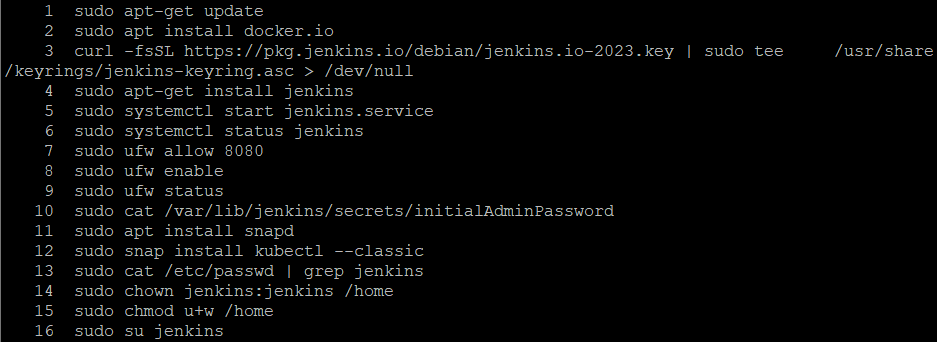 1 sudo apt-get update
2 sudo apt install docker.io
3 curl -fsSL https://pkg.jenkins.io/debian/jenkins.io-2023.key | sudo tee     /usr/share
/keyrings/jenkins-keyring.asc > /dev/null
4 sudo apt-get install jenkins
5 sudo systemctl start jenkins.service
6 sudo systemctl status jenkins
7 sudo ufw allow 8080
8 sudo ufw enable
9 sudo ufw status
10 sudo cat /var/lib/jenkins/secrets/initialAdminPassword
11 sudo apt install snapd
12 sudo snap install kubectl --classic
13 sudo cat /etc/passwd | grep jenkins
14 sudo chown jenkins:jenkins /home
15 sudo chmod u+w /home
16 sudo su jenkins